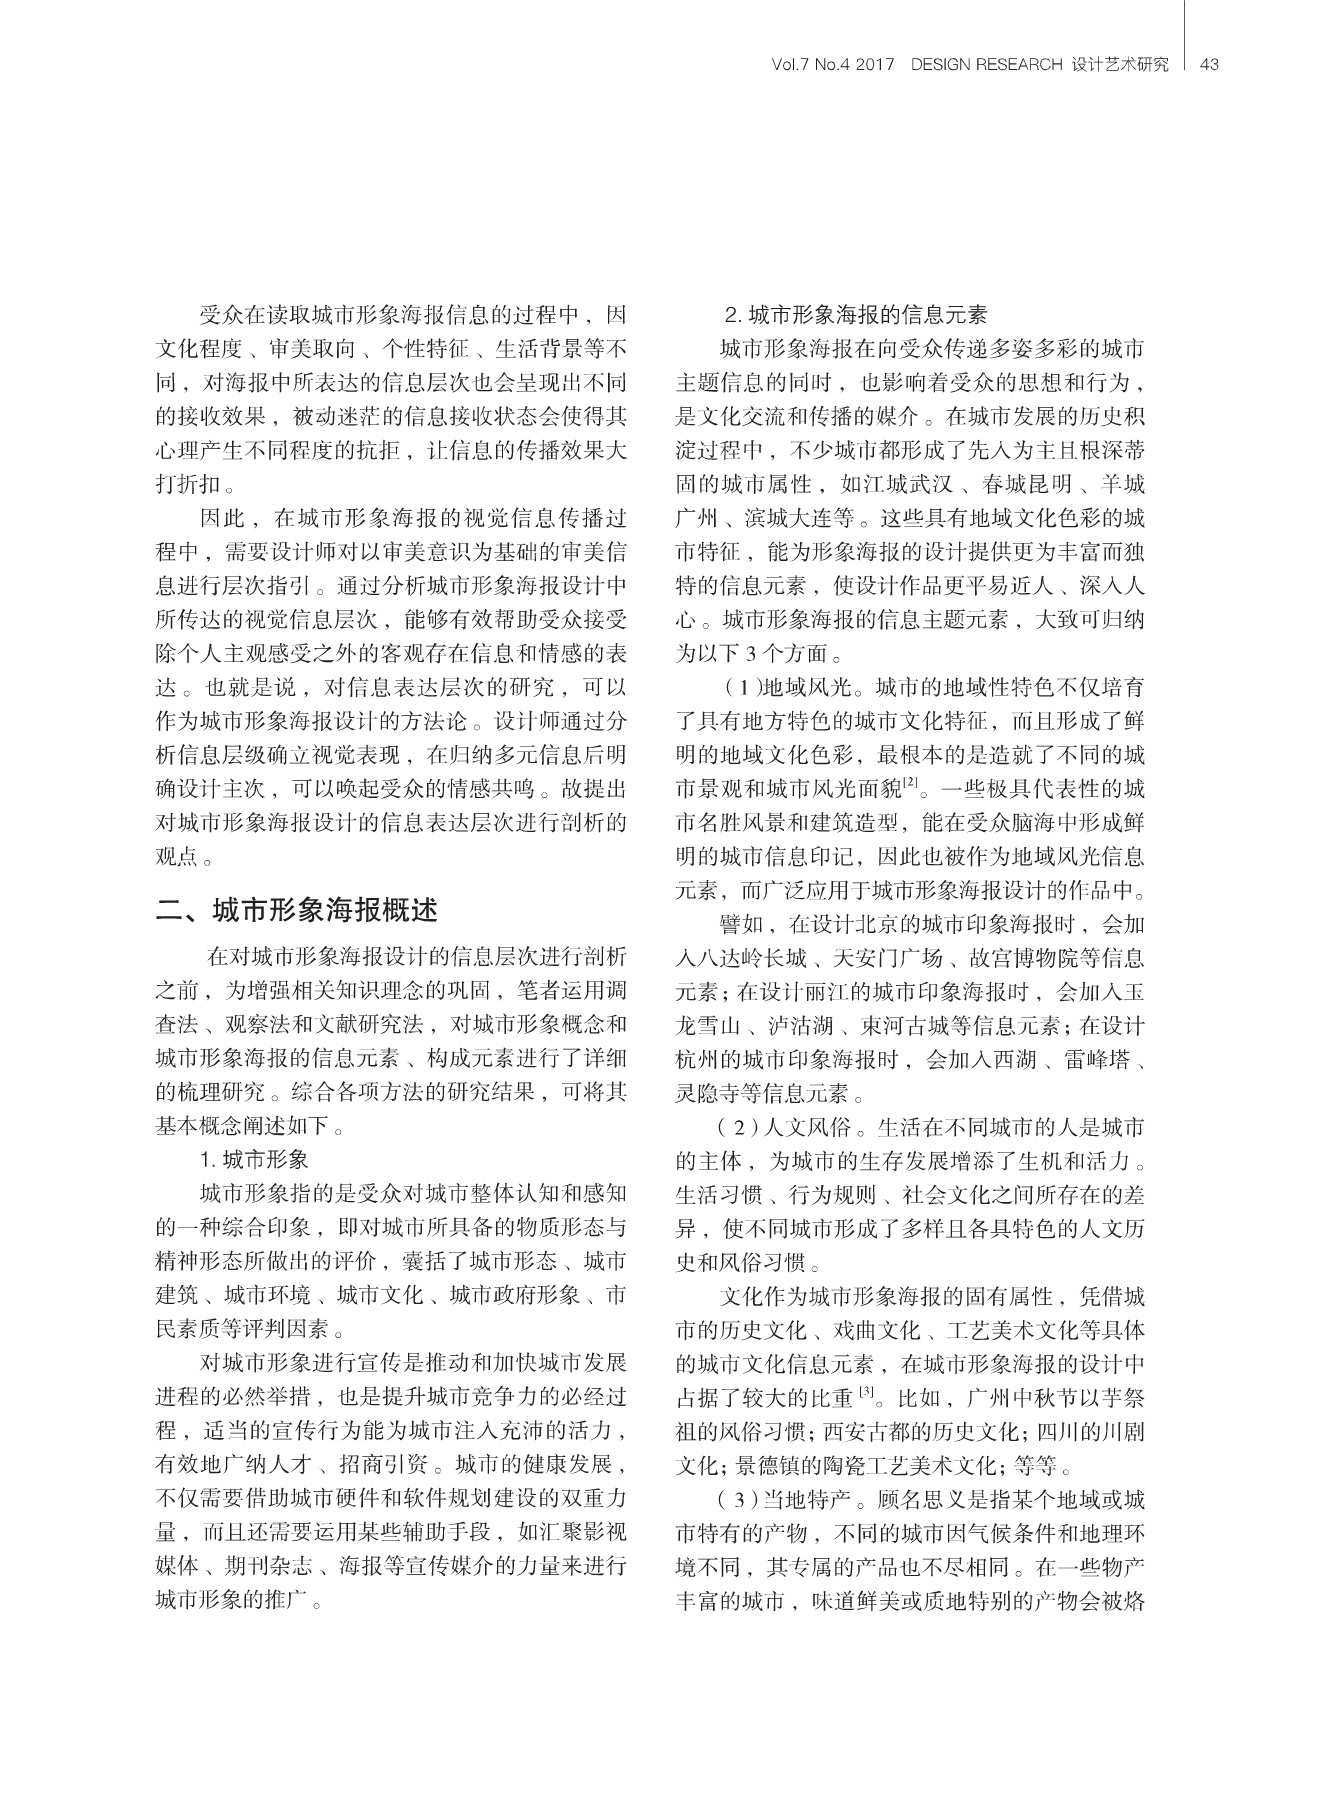 Vol.7 No.4 2017 DESIGN RESEARCH 设计艺术研究 43
受众在读取城市形象海报信息的过程中，因
文化程度、审美取向、个性特征、生活背景等不
同，对海报中所表达的信息层次也会呈现出不同
的接收效果，被动迷茫的信息接收状态会使得其
心理产生不同程度的抗拒，让信息的传播效果大
打折扣。
因此，在城市形象海报的视觉信息传播过
程中，需要设计师对以审美意识为基础的审美信
息进行层次指引。通过分析城市形象海报设计中
所传达的视觉信息层次，能够有效帮助受众接受
除个人主观感受之外的客观存在信息和情感的表
达。也就是说，对信息表达层次的研究，可以
作为城市形象海报设计的方法论。设计师通过分
析信息层级确立视觉表现，在归纳多元信息后明
确设计主次，可以唤起受众的情感共鸣。故提出
对城市形象海报设计的信息表达层次进行剖析的
观点。
二、城市形象海报概述
在对城市形象海报设计的信息层次进行剖析
之前，为增强相关知识理念的巩固，笔者运用调
查法、观察法和文献研究法，对城市形象概念和
城市形象海报的信息元素、构成元素进行了详细
的梳理研究。综合各项方法的研究结果，可将其
基本概念阐述如下。
1. 城市形象
城市形象指的是受众对城市整体认知和感知
的一种综合印象，即对城市所具备的物质形态与
精神形态所做出的评价，囊括了城市形态、城市
建筑、城市环境、城市文化、城市政府形象、市
民素质等评判因素。
对城市形象进行宣传是推动和加快城市发展
进程的必然举措，也是提升城市竞争力的必经过
程，适当的宣传行为能为城市注入充沛的活力，
有效地广纳人才、招商引资。城市的健康发展，
不仅需要借助城市硬件和软件规划建设的双重力
量，而且还需要运用某些辅助手段，如汇聚影视
媒体、期刊杂志、海报等宣传媒介的力量来进行
城市形象的推广。
2. 城市形象海报的信息元素
城市形象海报在向受众传递多姿多彩的城市
主题信息的同时，也影响着受众的思想和行为，
是文化交流和传播的媒介。在城市发展的历史积
淀过程中，不少城市都形成了先入为主且根深蒂
固的城市属性，如江城武汉、春城昆明、羊城
广州、滨城大连等。这些具有地域文化色彩的城
市特征，能为形象海报的设计提供更为丰富而独
特的信息元素，使设计作品更平易近人、深入人
心。城市形象海报的信息主题元素，大致可归纳
为以下 3 个方面。
（1）地域风光。城市的地域性特色不仅培育
了具有地方特色的城市文化特征，而且形成了鲜
明的地域文化色彩，最根本的是造就了不同的城
市景观和城市风光面貌[2]。一些极具代表性的城
市名胜风景和建筑造型，能在受众脑海中形成鲜
明的城市信息印记，因此也被作为地域风光信息
元素，而广泛应用于城市形象海报设计的作品中。
譬如，在设计北京的城市印象海报时，会加
入八达岭长城、天安门广场、故宫博物院等信息
元素；在设计丽江的城市印象海报时，会加入玉
龙雪山、泸沽湖、束河古城等信息元素；在设计
杭州的城市印象海报时，会加入西湖、雷峰塔、
灵隐寺等信息元素。
（2）人文风俗。生活在不同城市的人是城市
的主体，为城市的生存发展增添了生机和活力。
生活习惯、行为规则、社会文化之间所存在的差
异，使不同城市形成了多样且各具特色的人文历
史和风俗习惯。
文化作为城市形象海报的固有属性，凭借城
市的历史文化、戏曲文化、工艺美术文化等具体
的城市文化信息元素，在城市形象海报的设计中
占据了较大的比重[3]。比如，广州中秋节以芋祭
祖的风俗习惯；西安古都的历史文化；四川的川剧
文化；景德镇的陶瓷工艺美术文化；等等。
（3）当地特产。顾名思义是指某个地域或城
市特有的产物，不同的城市因气候条件和地理环
境不同，其专属的产品也不尽相同。在一些物产
丰富的城市，味道鲜美或质地特别的产物会被烙